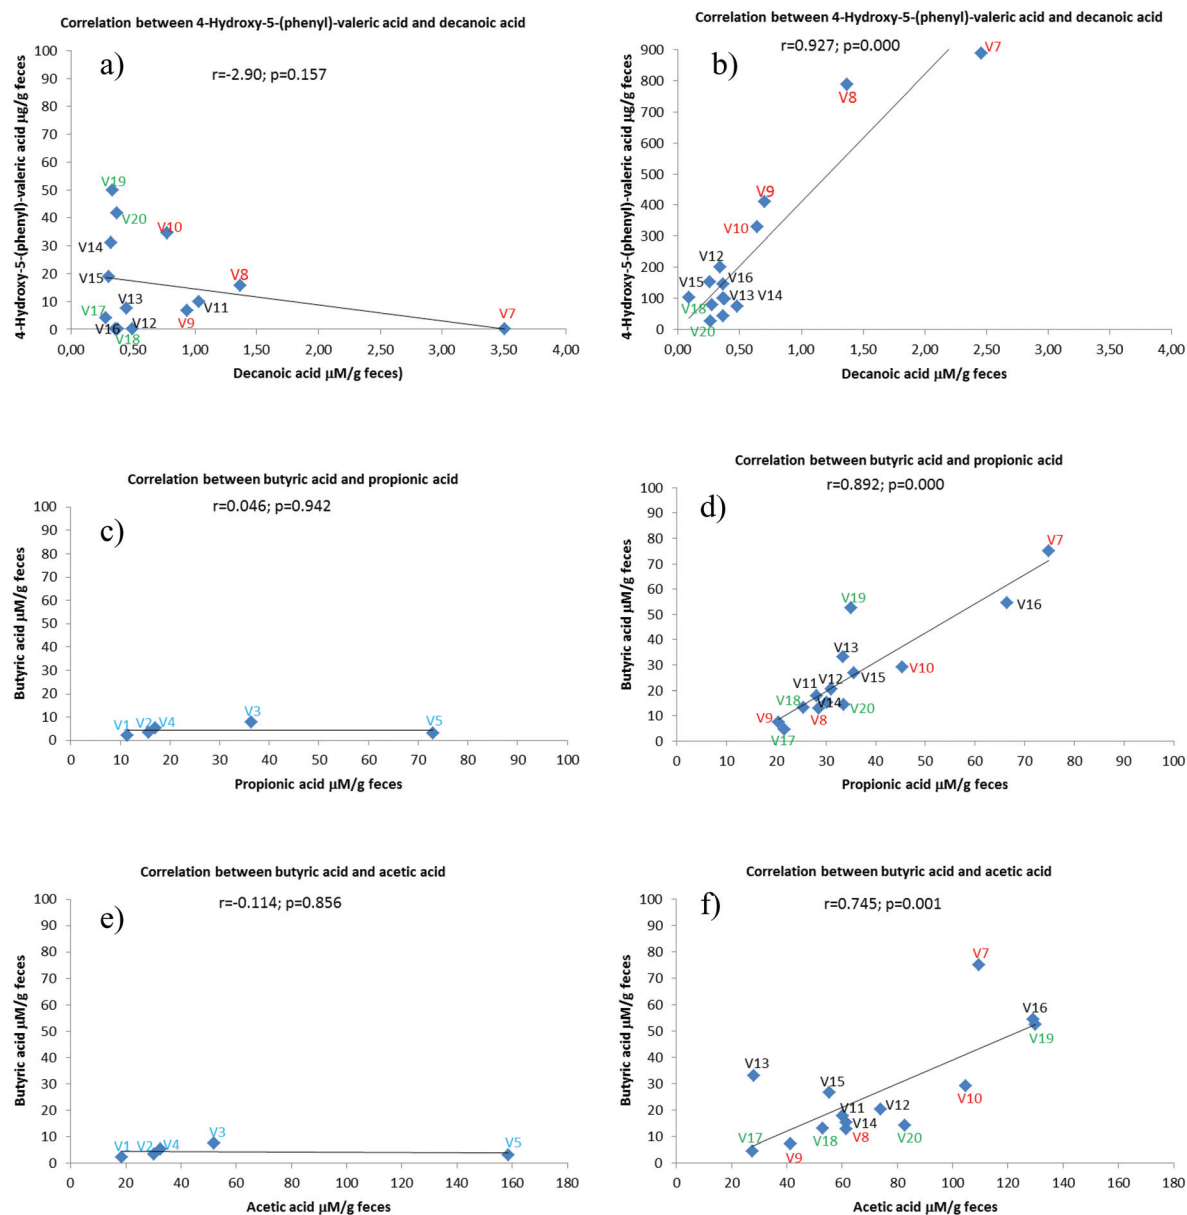 Correlation between 4-Hydroxy-5-(phenyl)-valeric acid and decanoic acid
a)
r=-2.90; p=0.157
4-Hydroxy-5-(phenyl)-valeric acid µg/g feces
100
90
80
70
60
50
40
30
20
10
0
V19
V20
V10
V14
V15
V8
V13
V11
V17
V9
V7
V16
V12
V18
0,00 0,50 1,00 1,50 2,00 2,50 3,00 3,50 4,00
Decanoic acid µM/g feces)
Correlation between 4-Hydroxy-5-(phenyl)-valeric acid and decanoic acid
b)
r=0.927; p=0.000
4-Hydroxy-5-(phenyl)-valeric acid µg/g feces
900
800
700
600
500
400
300
200
100
0
V7
V8
V9
V10
V12
V15
V16
V13
V14
V18
V20
0,00 0,50 1,00 1,50 2,00 2,50 3,00 3,50 4,00
Decanoic acid µM/g feces
Correlation between butyric acid and propionic acid
c)
r=0.046; p=0.942
Butyric acid µM/g feces
100
90
80
70
60
50
40
30
20
10
0
V1
V2
V4
V3
V5
0 10 20 30 40 50 60 70 80 90 100
Propionic acid µM/g feces
Correlation between butyric acid and propionic acid
d)
r=0.892; p=0.000
Butyric acid µM/g feces
100
90
80
70
60
50
40
30
20
10
0
V7
V16
V19
V13
V10
V15
V12
V11
V18
V14
V20
V9
V8
V17
0 10 20 30 40 50 60 70 80 90 100
Propionic acid µM/g feces
Correlation between butyric acid and acetic acid
e)
r=-0.114; p=0.856
Butyric acid µM/g feces
100
90
80
70
60
50
40
30
20
10
0
V1
V2
V4
V3
V5
0 20 40 60 80 100 120 140 160 180
Acetic acid µM/g feces
Correlation between butyric acid and acetic acid
f)
r=0.745; p=0.001
Butyric acid µM/g feces
100
90
80
70
60
50
40
30
20
10
0
V7
V16
V19
V13
V15
V10
V11
V12
V14
V17
V18
V8
V20
V9
0 20 40 60 80 100 120 140 160 180
Acetic acid µM/g feces